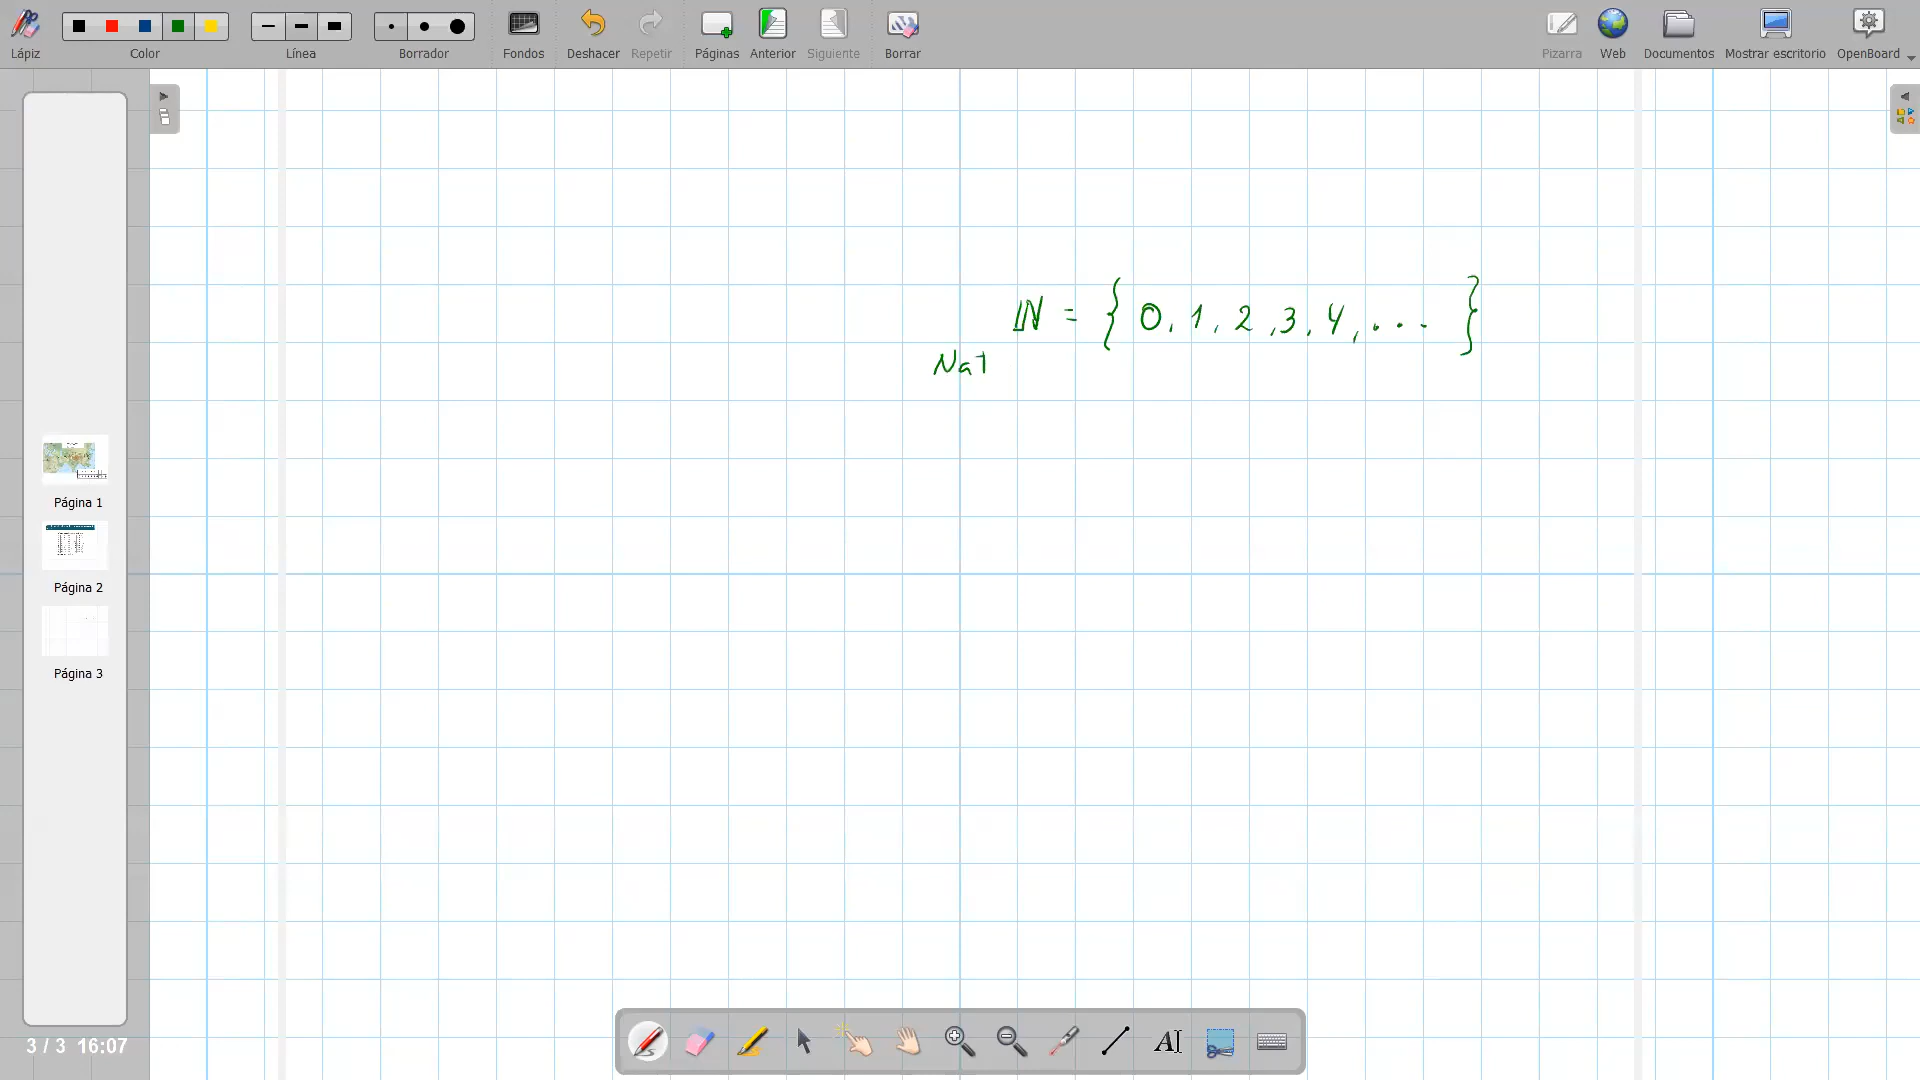 Lápiz
Color
Línea
Borrador
Fondos
Deshacer
Repetir
Páginas
Anterior
Siguiente
Borrar
Pizarra
Web
Documentos
Mostrar escritorio
OpenBoard
ℕ = { 0, 1, 2, 3, 4, ... }
Nat
Página 1
Página 2
Página 3
3 / 3 16:07